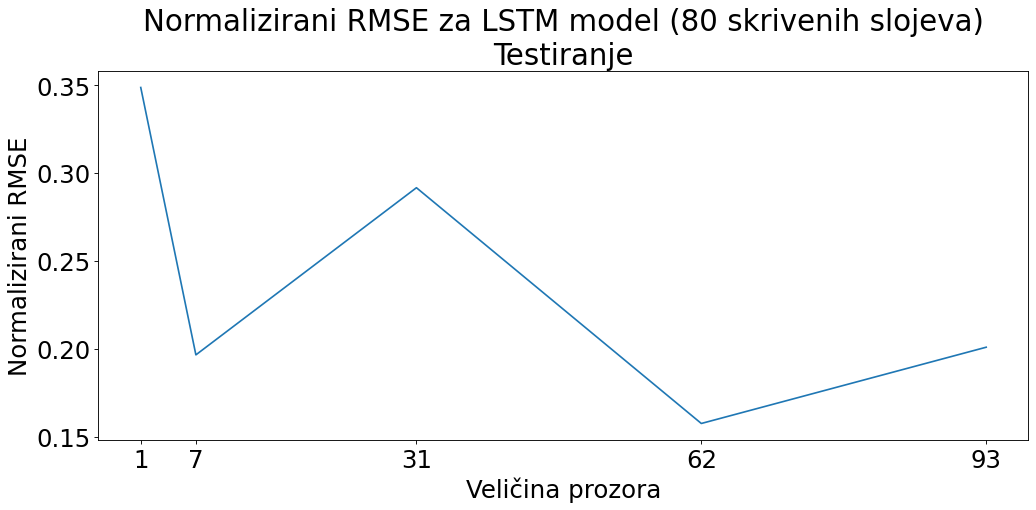 Normalizirani RMSE za LSTM model (80 skrivenih slojeva)
Testiranje
Normalizirani RMSE
0.35
0.30
0.25
0.20
0.15
1 7 31 62 93
Veličina prozora